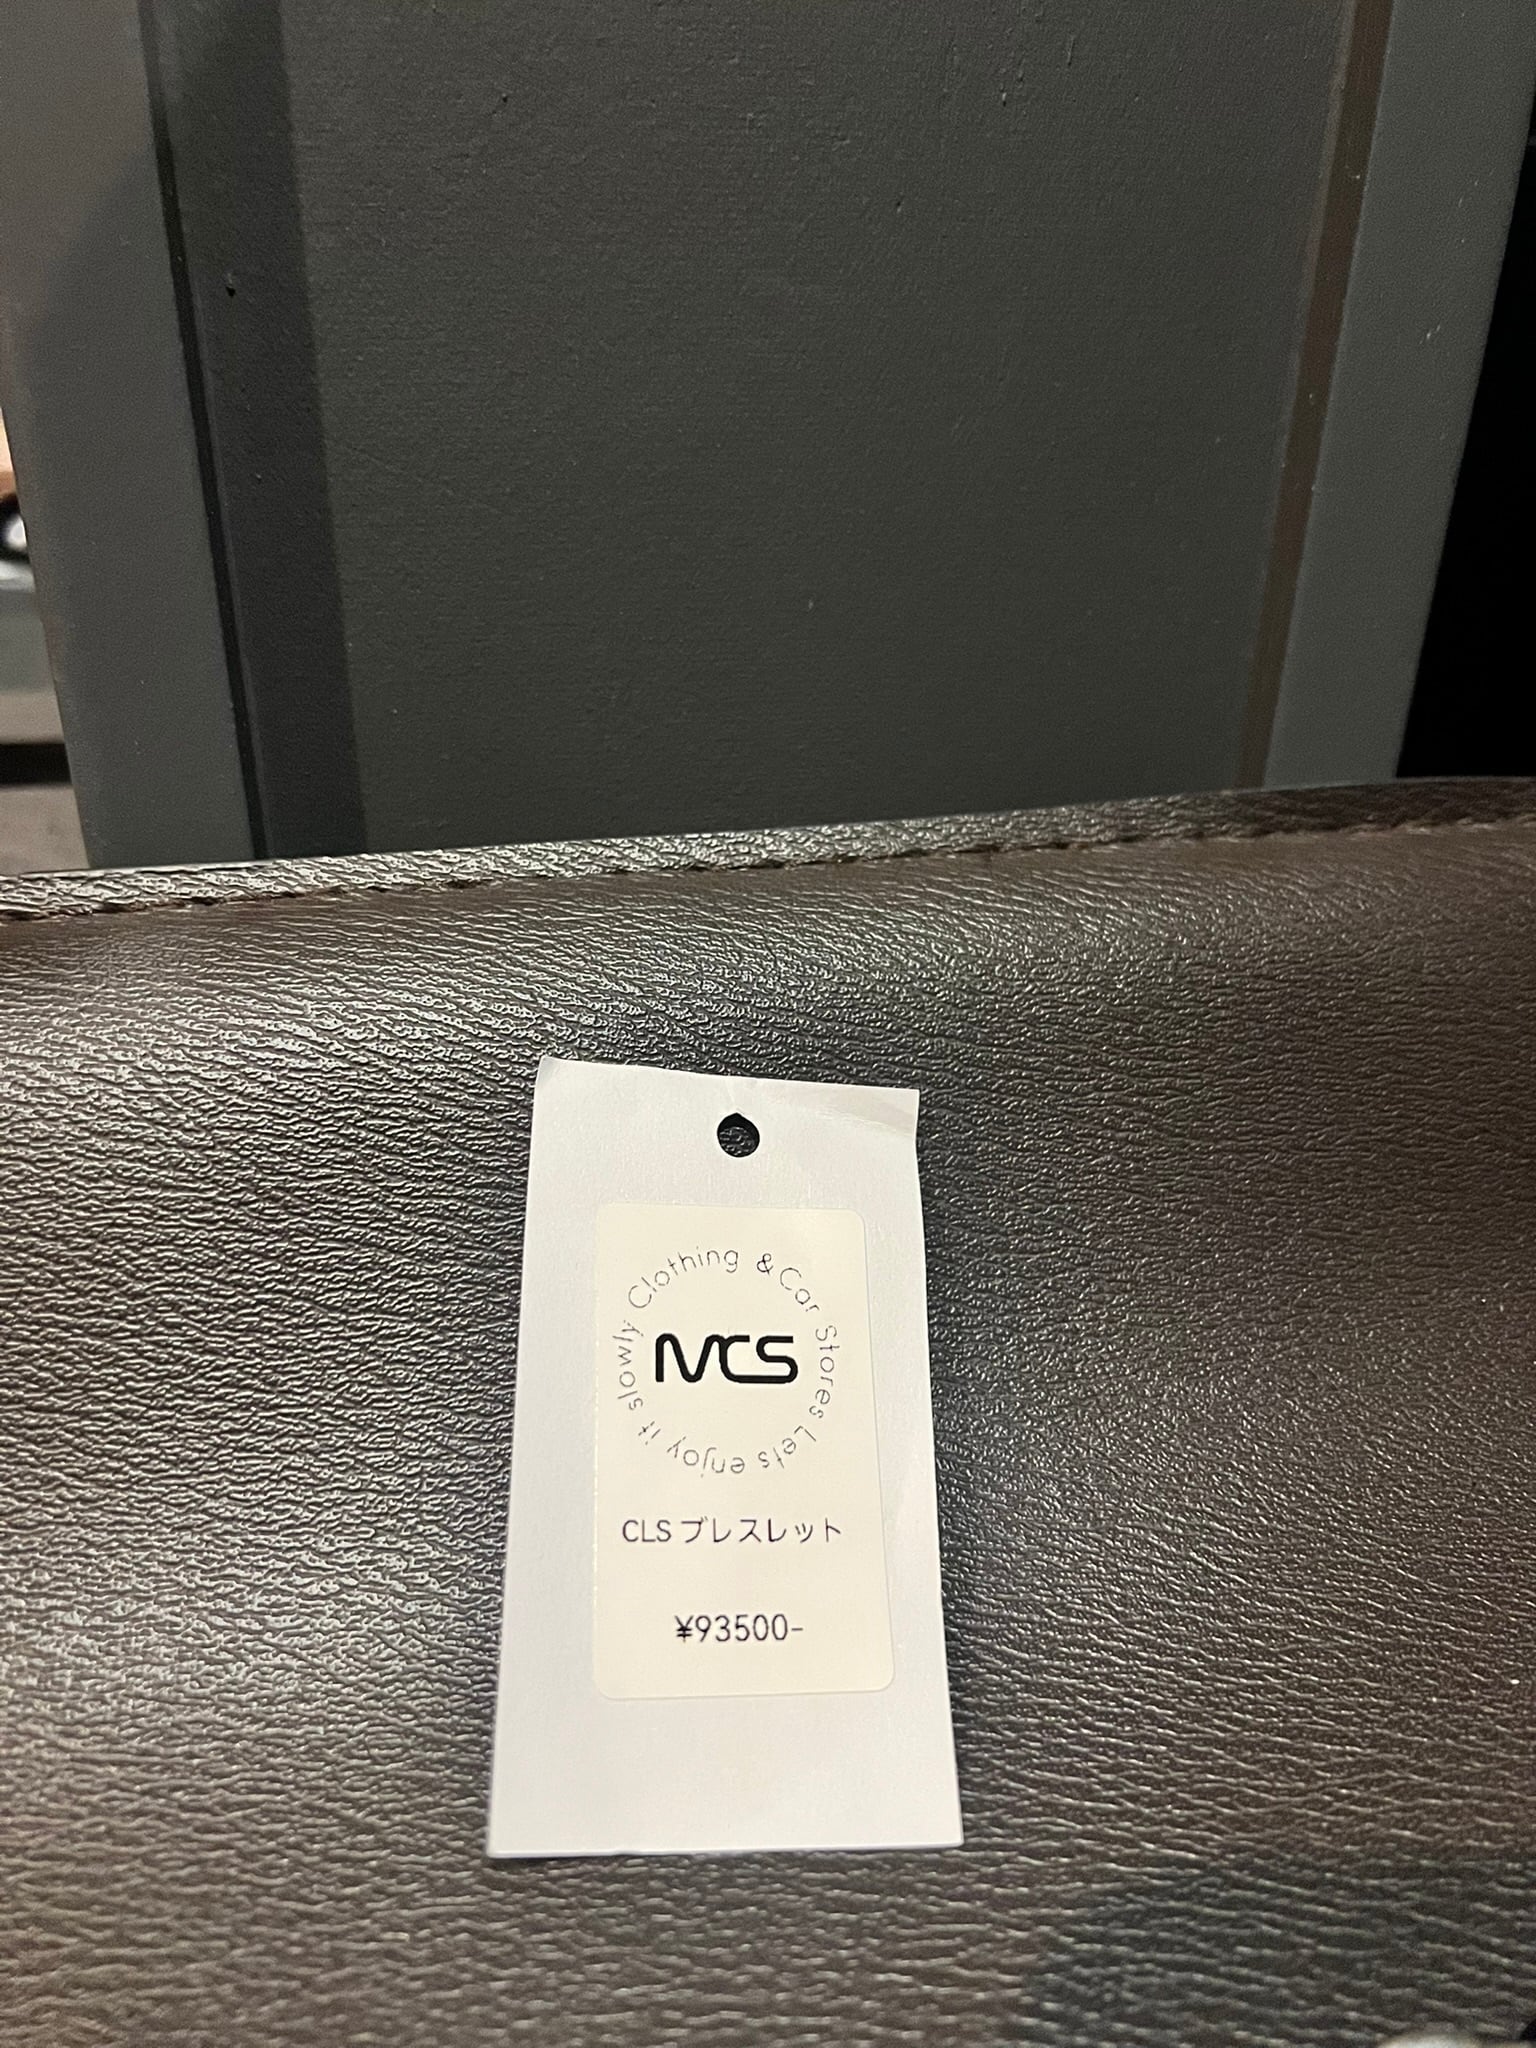 Clothing & Car Stores Lets enjoy it slowly
MCS
CLS ブレスレット
¥93500-